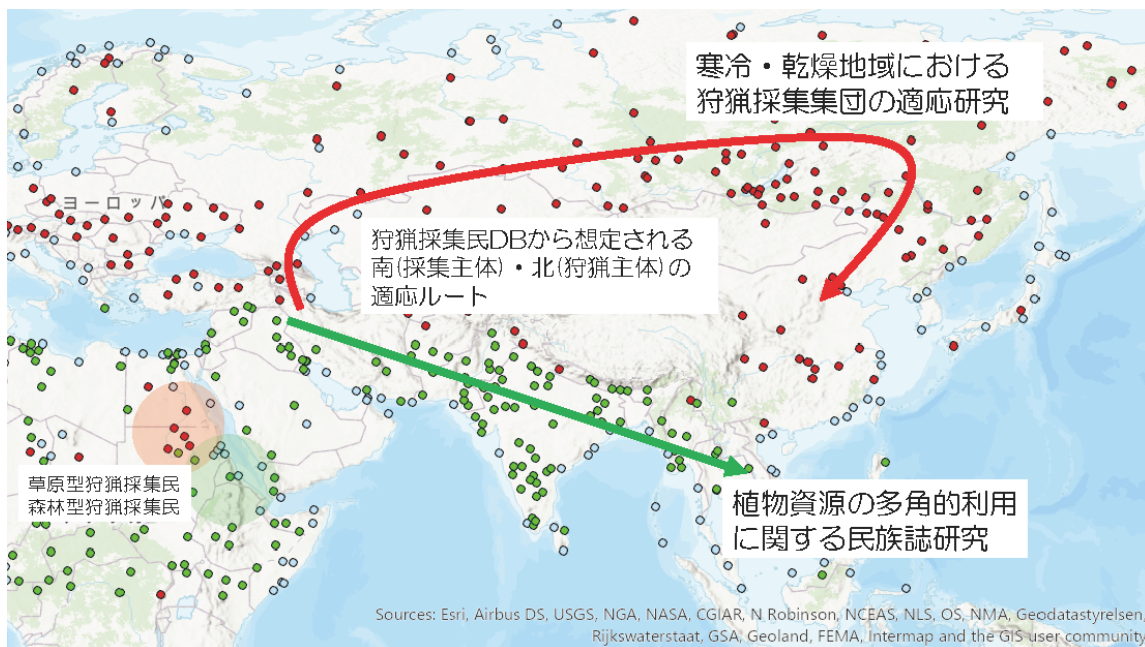 寒冷・乾燥地域における
狩猟採集集団の適応研究
ヨーロッパ
狩猟採集民DBから想定される
南(採集主体)・北(狩猟主体)の
適応ルート
草原型狩猟採集民
森林型狩猟採集民
植物資源の多角的利用
に関する民族誌研究
Sources: Esri, Airbus DS, USGS, NGA, NASA, CGIAR, N Robinson, NCEAS, NLS, OS, NMA, Geodatastyrelsen,
Rijkswaterstaat, GSA, Geoland, FEMA, Intermap and the GIS user community